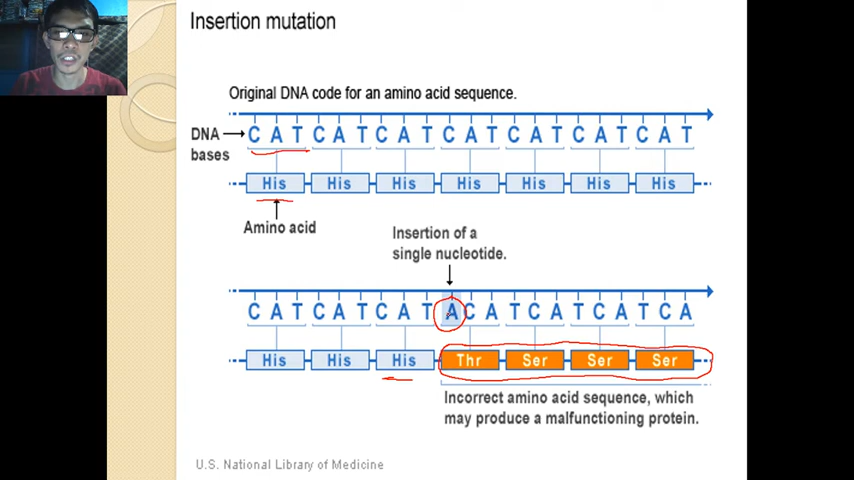 Insertion mutation
Original DNA code for an amino acid sequence.
DNA
bases
C A T C A T C A T C A T C A T C A T C A T
His His His His His His His
Amino acid
Insertion of a
single nucleotide.
C A T C A T C A T A C A T C A T C A T C A
His His His Thr Ser Ser Ser
Incorrect amino acid sequence, which
may produce a malfunctioning protein.
U.S. National Library of Medicine